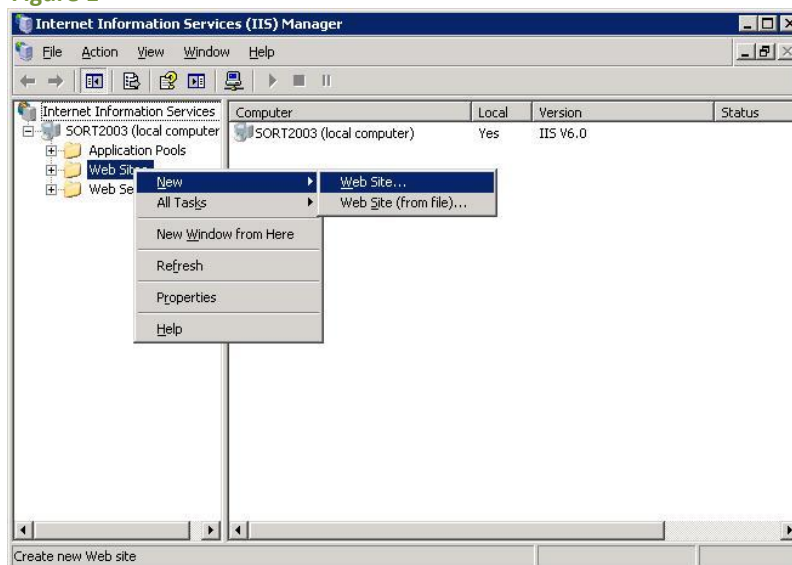 Internet Information Services (IIS) Manager
File Action View Window Help
Internet Information Services
SORT2003 (local computer
Application Pools
Web Sites
Web Se
Computer Local Version Status
SORT2003 (local computer) Yes IIS V6.0
New
All Tasks
New Window from Here
Refresh
Properties
Help
Web Site...
Web Site (from file)...
Create new Web site